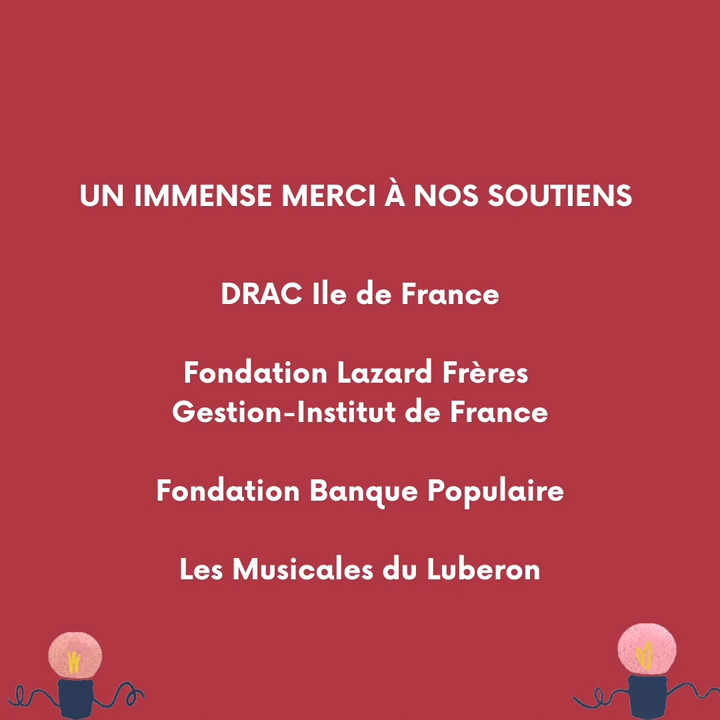 UN IMMENSE MERCI À NOS SOUTIENS
DRAC Ile de France
Fondation Lazard Frères
Gestion-Institut de France
Fondation Banque Populaire
Les Musicales du Luberon